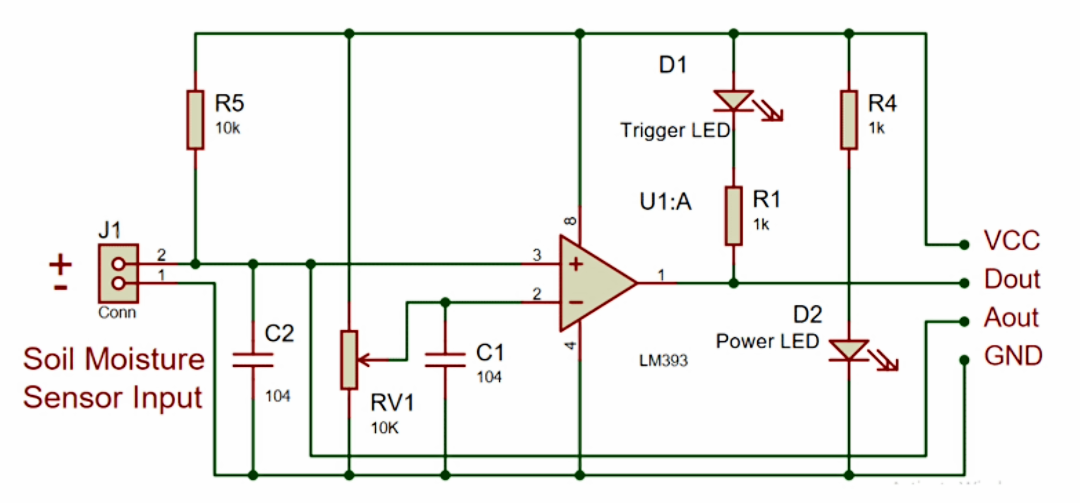 D1
R5
10k
R4
1k
Trigger LED
8
U1:A
R1
1k
J1
2
1
+
-
Conn
3
+
2
−
1
4
VCC
Dout
Aout
GND
D2
Power LED
LM393
Soil Moisture
Sensor Input
C2
104
C1
104
RV1
10K